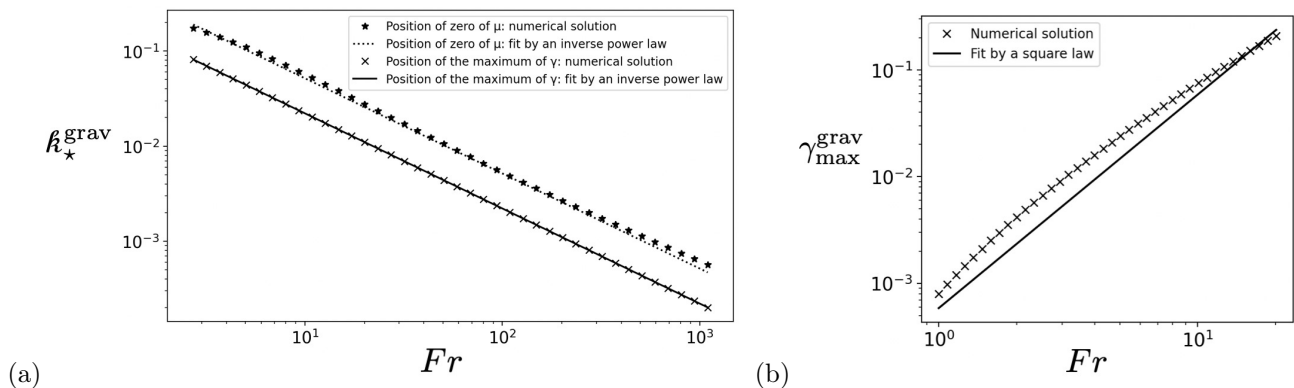 Position of zero of μ: numerical solution
Position of zero of μ: fit by an inverse power law
Position of the maximum of γ: numerical solution
Position of the maximum of γ: fit by an inverse power law
10⁻¹
10⁻²
10⁻³
𝓀⋆^grav
10¹
10²
10³
Fr
(a)
Numerical solution
Fit by a square law
10⁻¹
10⁻²
10⁻³
γ_max^grav
10⁰
10¹
Fr
(b)